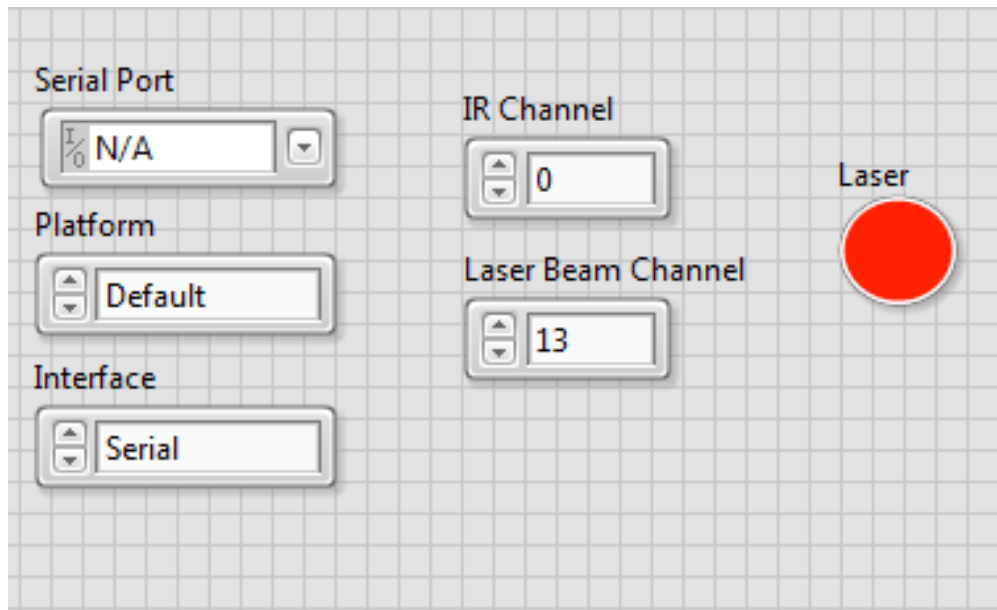 Serial Port
I/O N/A
Platform
Default
Interface
Serial
IR Channel
0
Laser Beam Channel
13
Laser